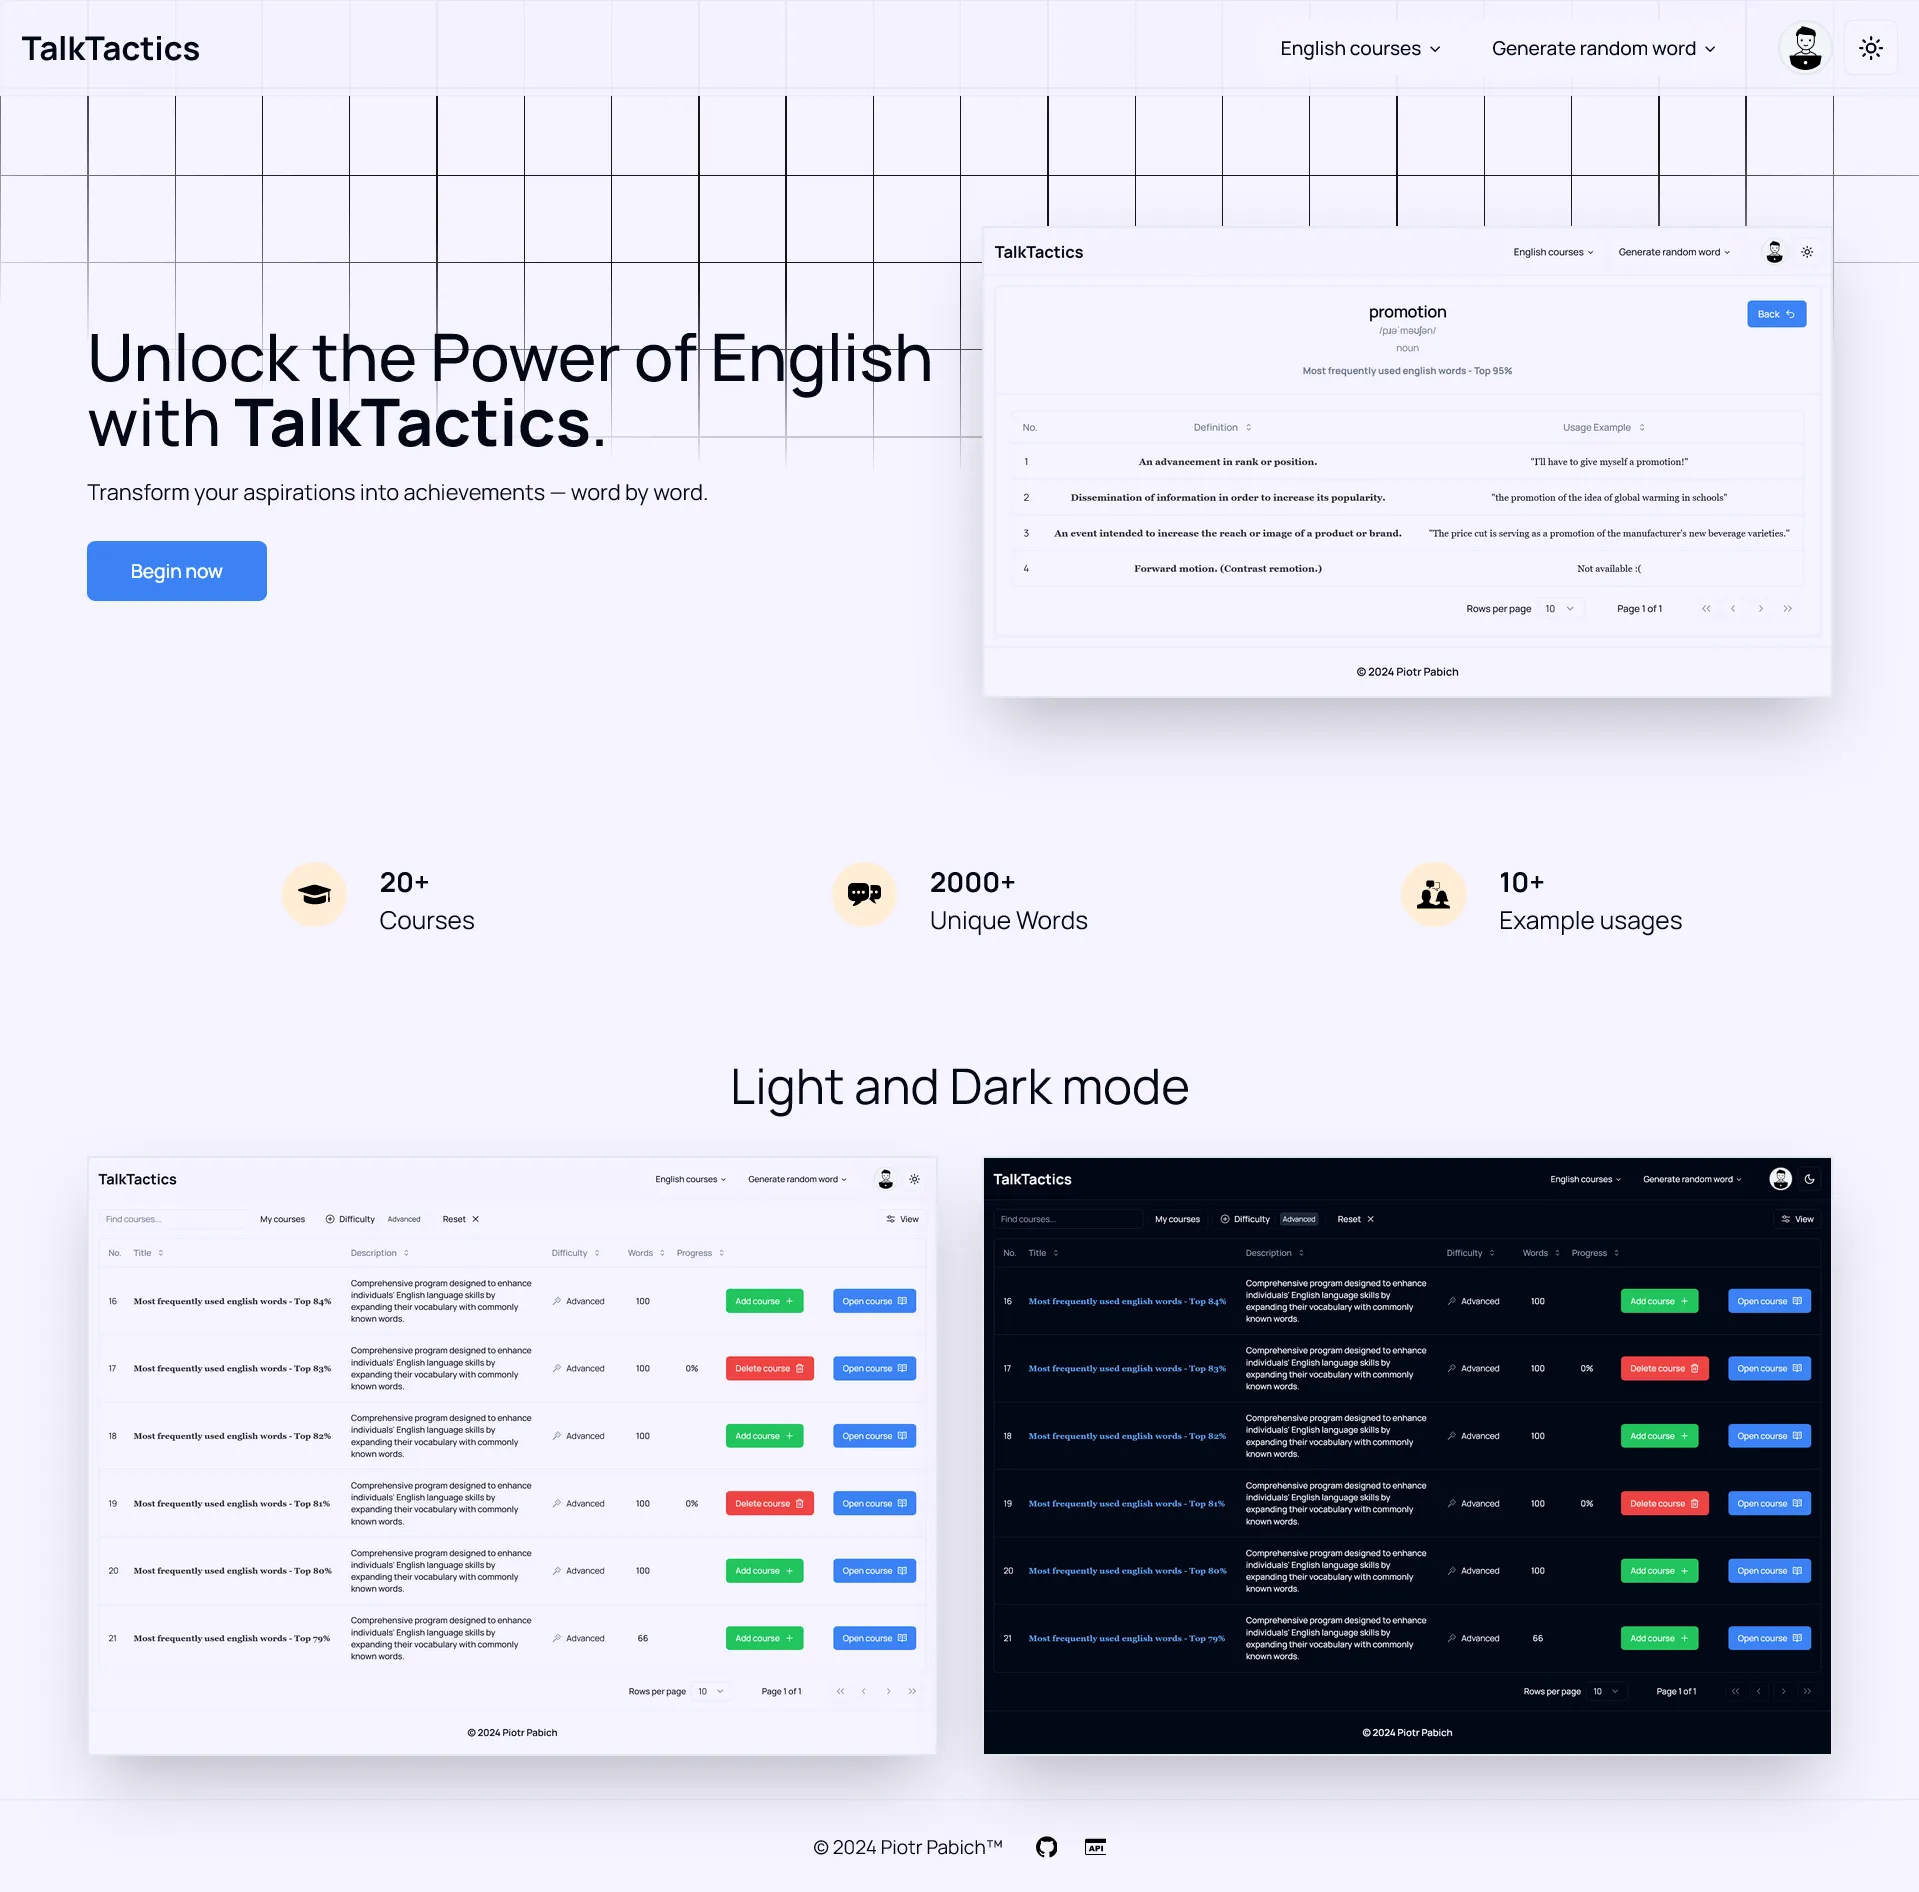 TalkTactics
English courses
Generate random word
Unlock the Power of English
with TalkTactics.
Transform your aspirations into achievements — word by word.
Begin now
TalkTactics
English courses
Generate random word
promotion
/pɹəˈməʊʃən/
noun
Most frequently used english words - Top 95%
Back
No. Definition Usage Example
1 An advancement in rank or position. "I'll have to give myself a promotion!"
2 Dissemination of information in order to increase its popularity. "the promotion of the idea of global warming in schools"
3 An event intended to increase the reach or image of a product or brand. "The price cut is serving as a promotion of the manufacturer's new beverage varieties."
4 Forward motion. (Contrast remotion.) Not available :(
Rows per page 10 Page 1 of 1
© 2024 Piotr Pabich
20+
Courses
2000+
Unique Words
10+
Example usages
Light and Dark mode
TalkTactics
English courses
Generate random word
Find courses...
My courses
Difficulty Advanced
Reset
View
No. Title Description Difficulty Words Progress
16 Most frequently used english words - Top 84%
Comprehensive program designed to enhance
individuals' English language skills by
expanding their vocabulary with commonly
known words.
Advanced 100 Add course Open course
17 Most frequently used english words - Top 83%
Comprehensive program designed to enhance
individuals' English language skills by
expanding their vocabulary with commonly
known words.
Advanced 100 0% Delete course Open course
18 Most frequently used english words - Top 82%
Comprehensive program designed to enhance
individuals' English language skills by
expanding their vocabulary with commonly
known words.
Advanced 100 Add course Open course
19 Most frequently used english words - Top 81%
Comprehensive program designed to enhance
individuals' English language skills by
expanding their vocabulary with commonly
known words.
Advanced 100 0% Delete course Open course
20 Most frequently used english words - Top 80%
Comprehensive program designed to enhance
individuals' English language skills by
expanding their vocabulary with commonly
known words.
Advanced 100 Add course Open course
21 Most frequently used english words - Top 79%
Comprehensive program designed to enhance
individuals' English language skills by
expanding their vocabulary with commonly
known words.
Advanced 66 Add course Open course
Rows per page 10 Page 1 of 1
© 2024 Piotr Pabich
TalkTactics
English courses
Generate random word
Find courses...
My courses
Difficulty Advanced
Reset
View
No. Title Description Difficulty Words Progress
16 Most frequently used english words - Top 84%
Comprehensive program designed to enhance
individuals' English language skills by
expanding their vocabulary with commonly
known words.
Advanced 100 Add course Open course
17 Most frequently used english words - Top 83%
Comprehensive program designed to enhance
individuals' English language skills by
expanding their vocabulary with commonly
known words.
Advanced 100 0% Delete course Open course
18 Most frequently used english words - Top 82%
Comprehensive program designed to enhance
individuals' English language skills by
expanding their vocabulary with commonly
known words.
Advanced 100 Add course Open course
19 Most frequently used english words - Top 81%
Comprehensive program designed to enhance
individuals' English language skills by
expanding their vocabulary with commonly
known words.
Advanced 100 0% Delete course Open course
20 Most frequently used english words - Top 80%
Comprehensive program designed to enhance
individuals' English language skills by
expanding their vocabulary with commonly
known words.
Advanced 100 Add course Open course
21 Most frequently used english words - Top 79%
Comprehensive program designed to enhance
individuals' English language skills by
expanding their vocabulary with commonly
known words.
Advanced 66 Add course Open course
Rows per page 10 Page 1 of 1
© 2024 Piotr Pabich
© 2024 Piotr Pabich™ API